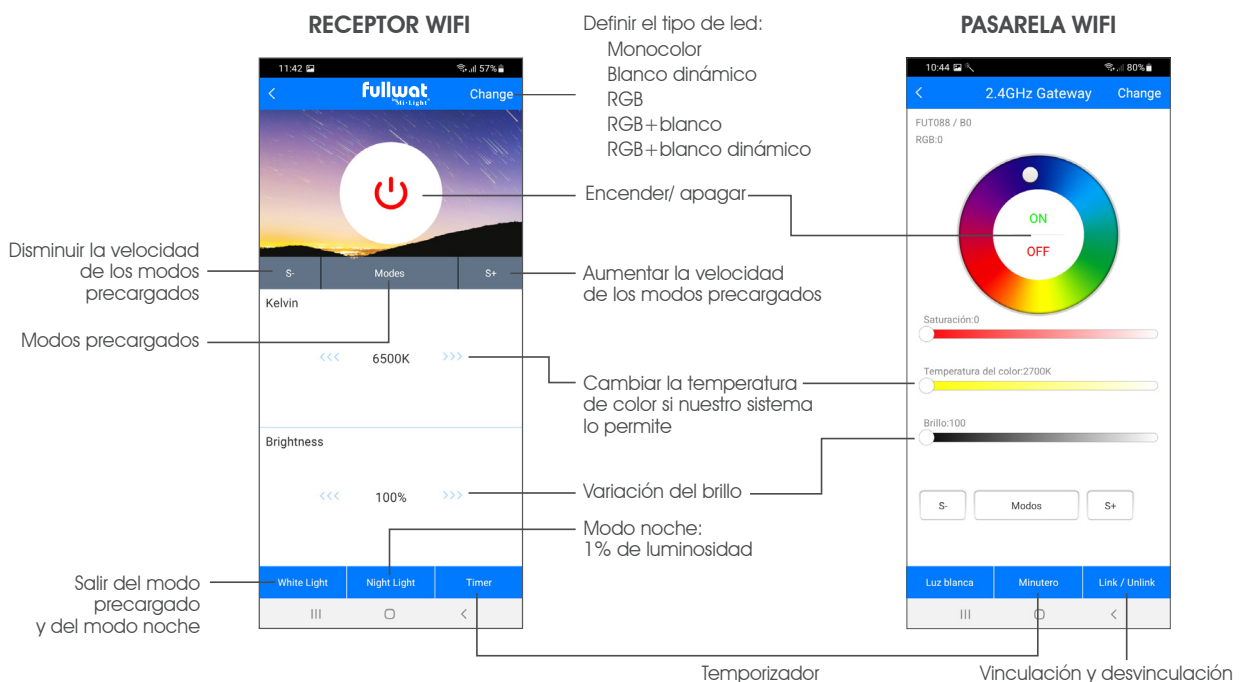 RECEPTOR WIFI
Definir el tipo de led:
Monocolor
Blanco dinámico
RGB
RGB+blanco
RGB+blanco dinámico
PASARELA WIFI
11:42
57%
fullwat
by Mi·Light
Change
Disminuir la velocidad
de los modos
precargados
S-
Modes
S+
Modos precargados
Kelvin
6500K
Brightness
100%
Salir del modo
precargado
y del modo noche
White Light
Night Light
Timer
Encender/ apagar
Aumentar la velocidad
de los modos precargados
Cambiar la temperatura
de color si nuestro sistema
lo permite
Variación del brillo
Modo noche:
1% de luminosidad
Temporizador
10:44
80%
2.4GHz Gateway
Change
FUT088 / B0
RGB:0
ON
OFF
Saturación:0
Temperatura del color:2700K
Brillo:100
S-
Modos
S+
Luz blanca
Minutero
Link / Unlink
Vinculación y desvinculación